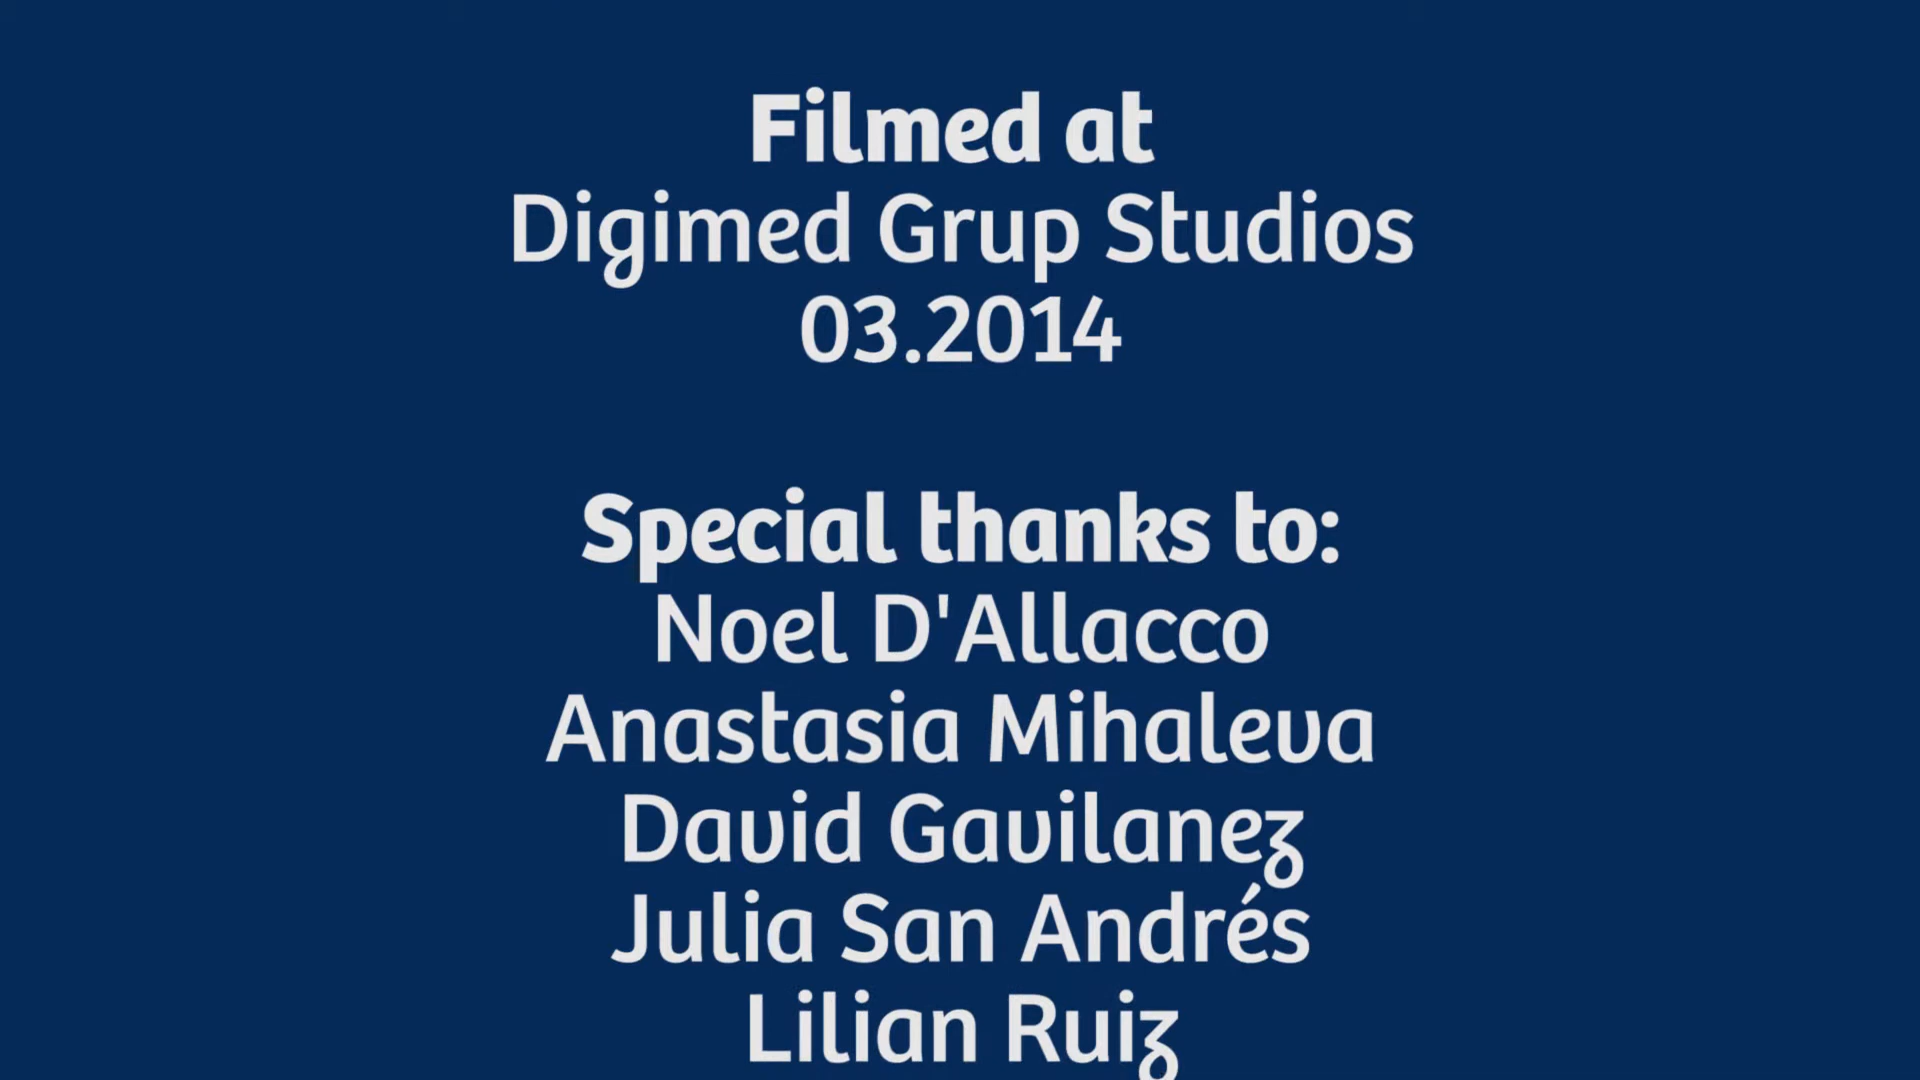 Filmed at
Digimed Grup Studios
03.2014
Special thanks to:
Noel D'Allacco
Anastasia Mihaleva
David Gavilanez
Julia San Andrés
Lilian Ruiz